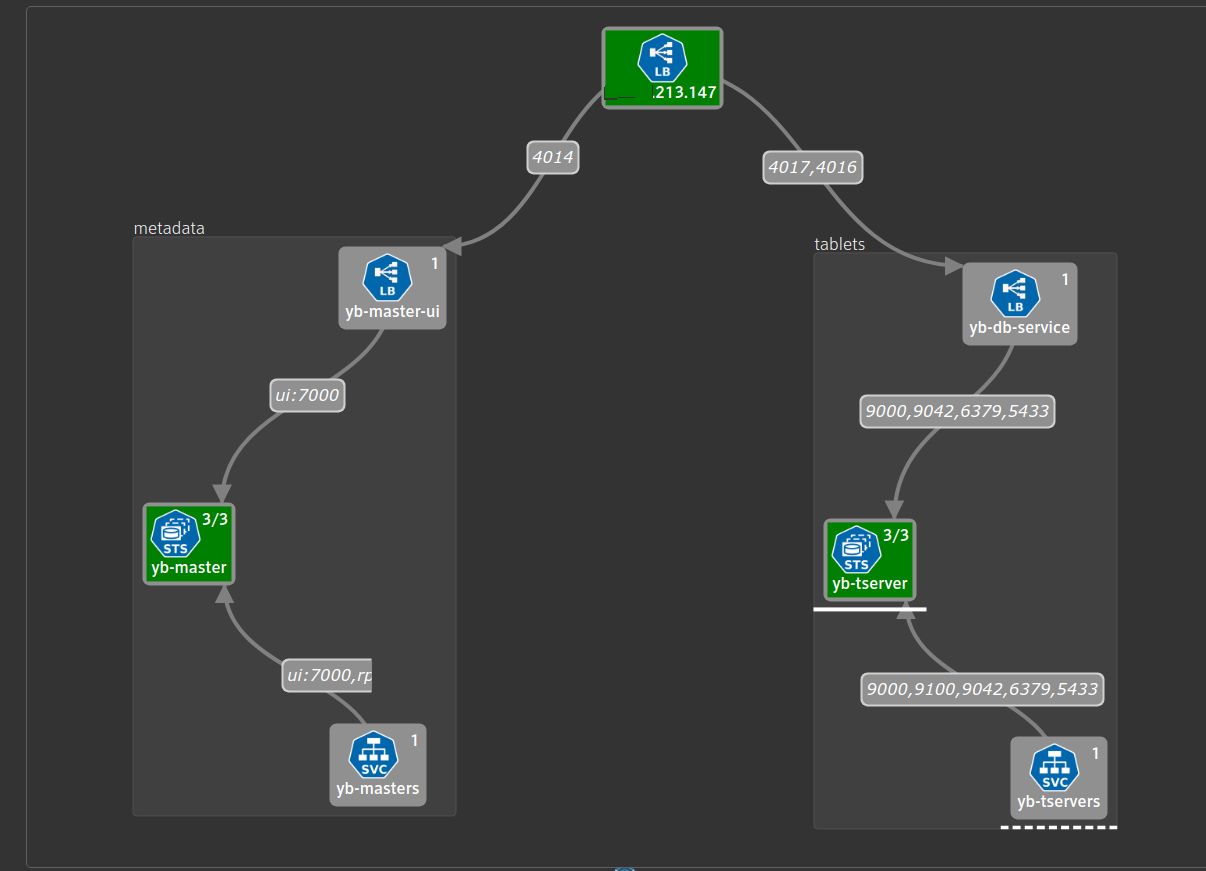 LB
.213.147
4014
4017,4016
metadata
1
LB
yb-master-ui
tablets
1
LB
yb-db-service
ui:7000
9000,9042,6379,5433
3/3
STS
yb-master
3/3
STS
yb-tserver
ui:7000,rp
9000,9100,9042,6379,5433
1
SVC
yb-masters
1
SVC
yb-tservers